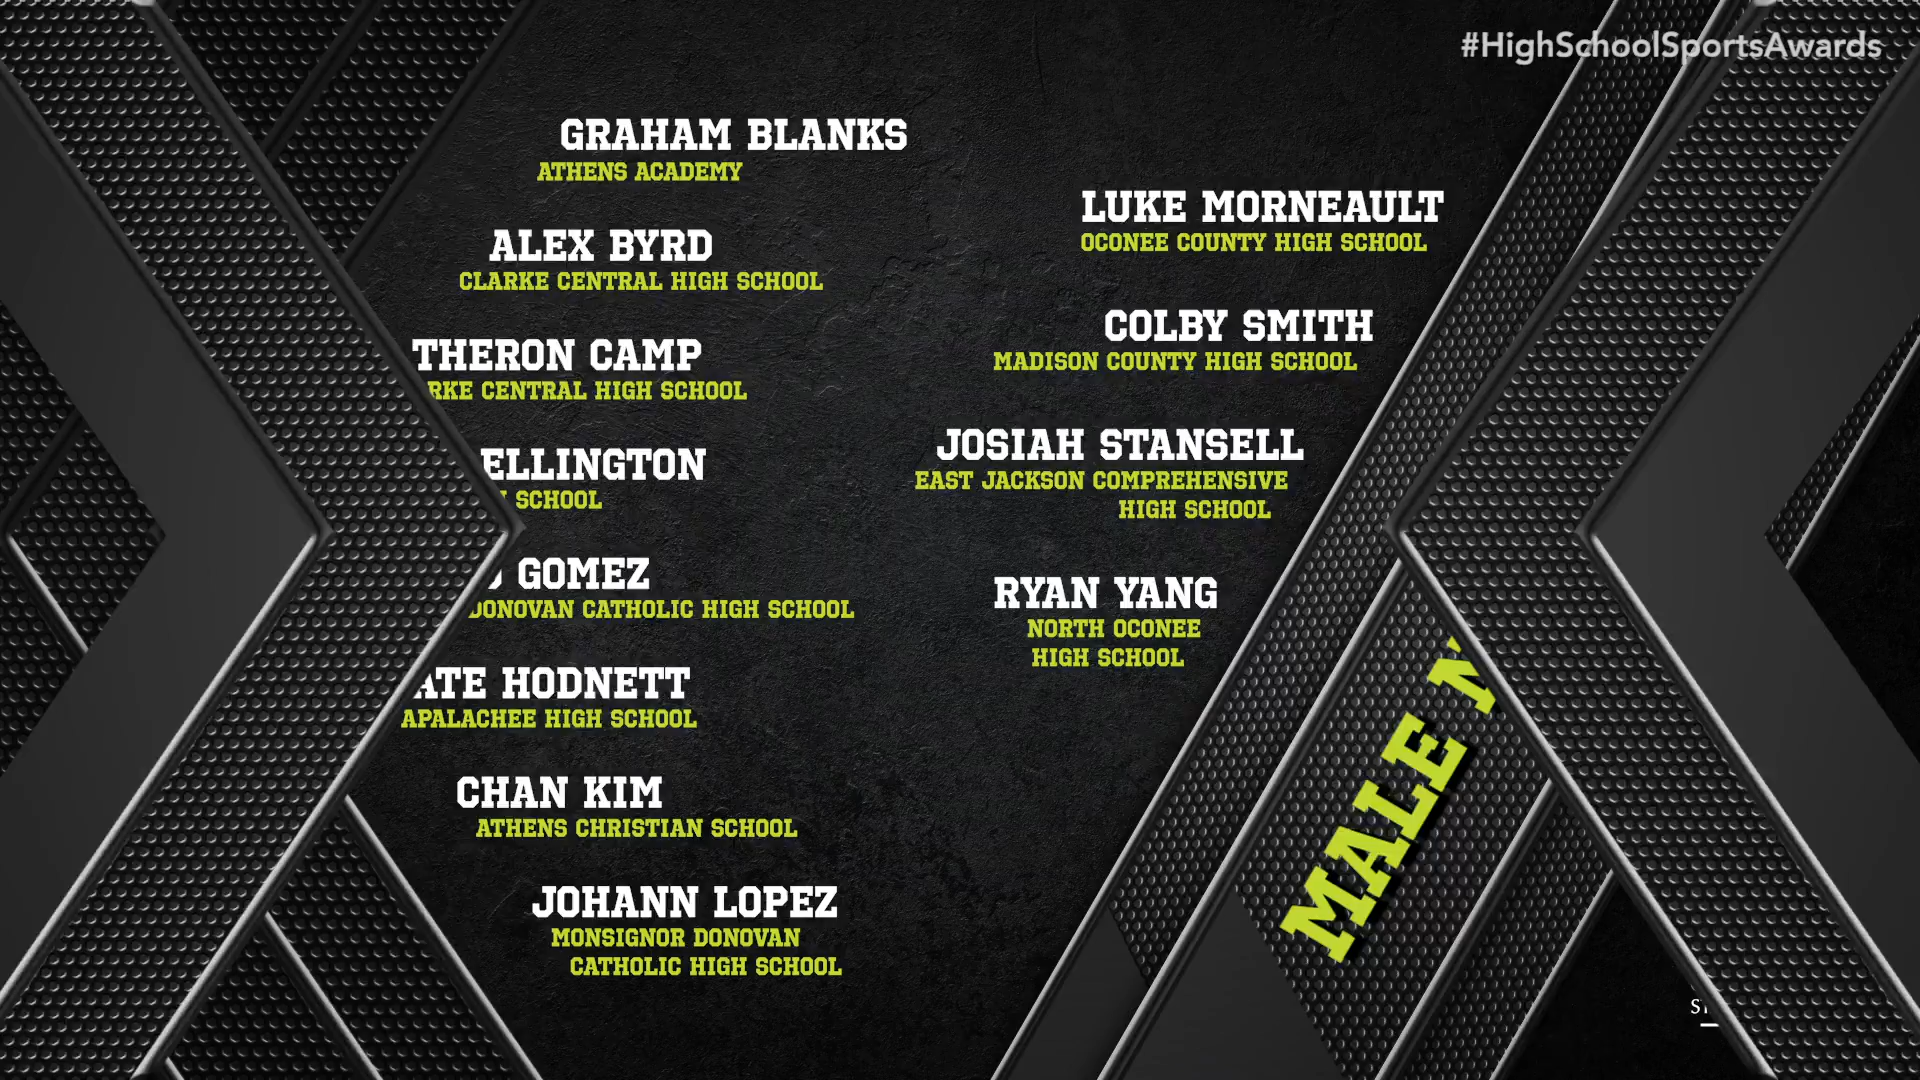 #HighSchoolSportsAwards
GRAHAM BLANKS
ATHENS ACADEMY
ALEX BYRD
CLARKE CENTRAL HIGH SCHOOL
THERON CAMP
CENTRAL HIGH SCHOOL
ELLINGTON
SCHOOL
GOMEZ
DONOVAN CATHOLIC HIGH SCHOOL
HODNETT
APALACHEE HIGH SCHOOL
CHAN KIM
ATHENS CHRISTIAN SCHOOL
JOHANN LOPEZ
MONSIGNOR DONOVAN
CATHOLIC HIGH SCHOOL
LUKE MORNEAULT
OCONEE COUNTY HIGH SCHOOL
COLBY SMITH
MADISON COUNTY HIGH SCHOOL
JOSIAH STANSELL
EAST JACKSON COMPREHENSIVE
HIGH SCHOOL
RYAN YANG
NORTH OCONEE
HIGH SCHOOL
MALE